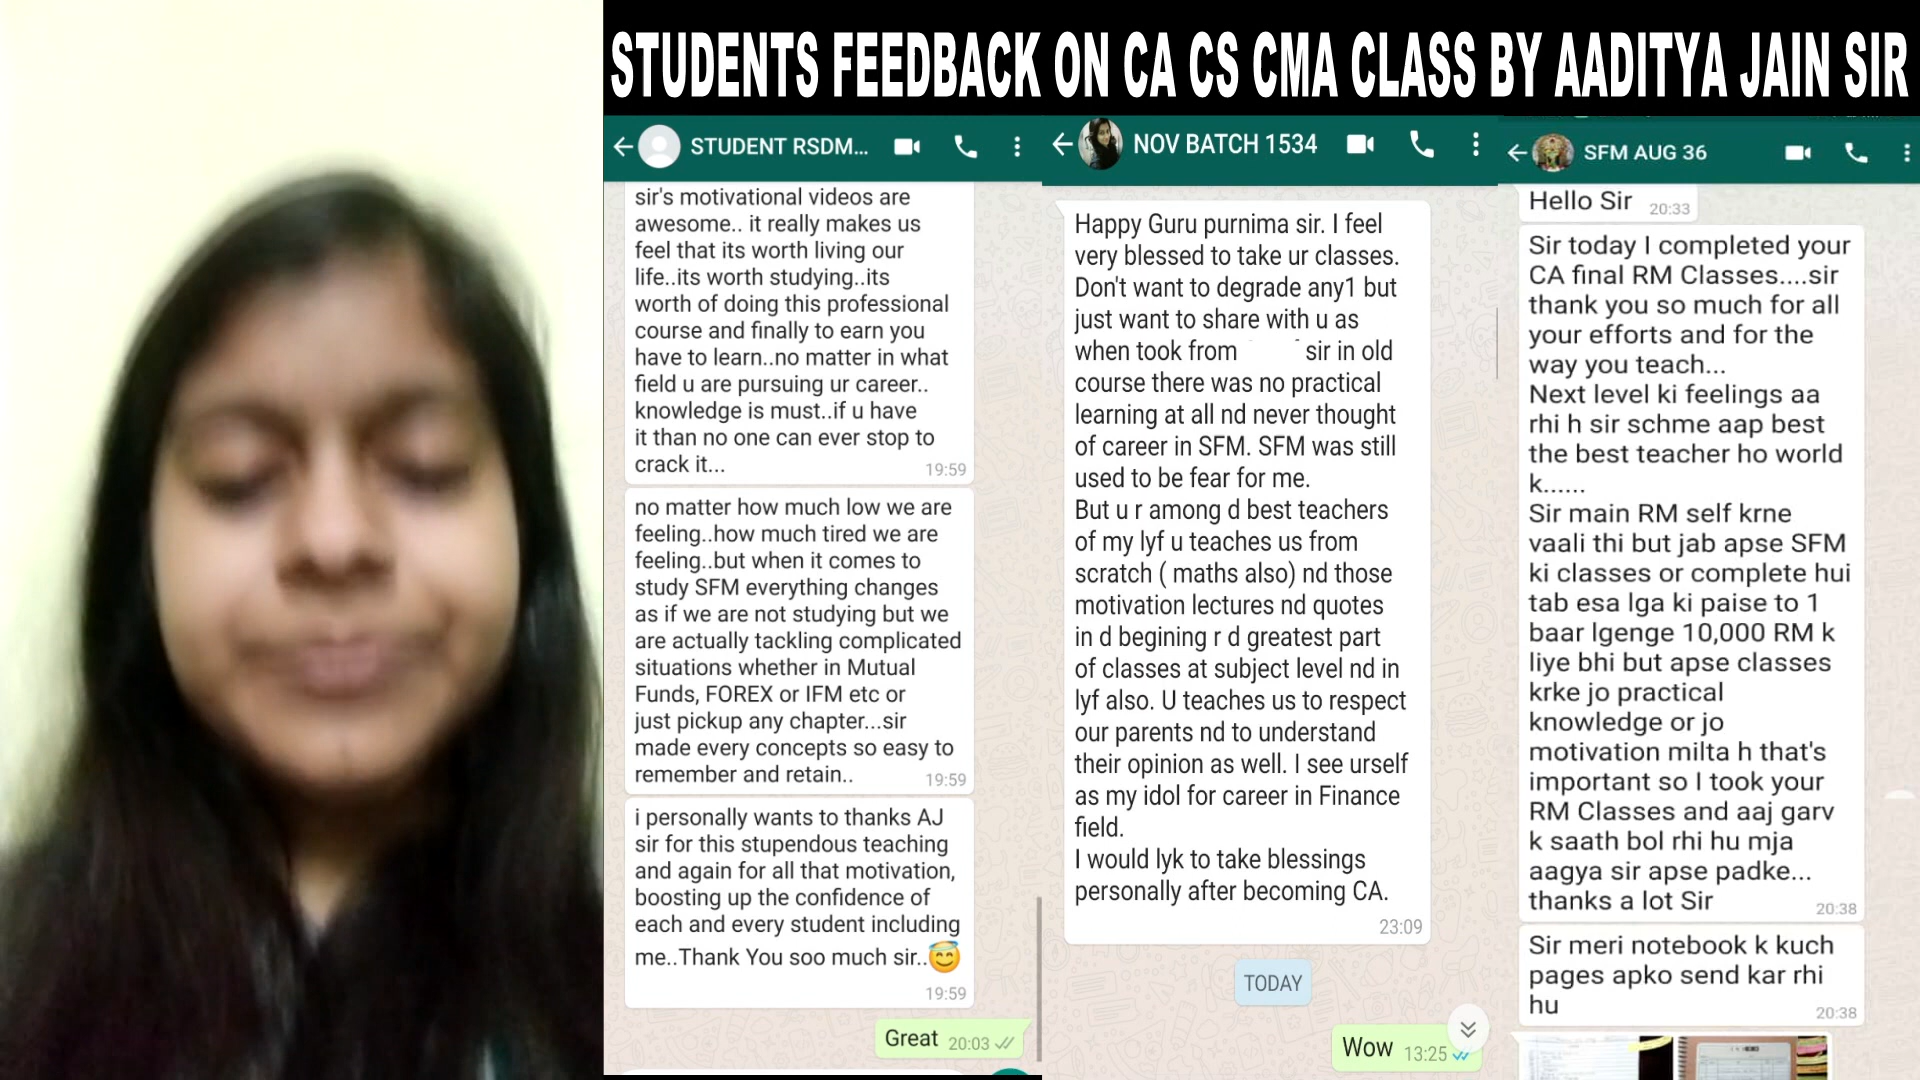 STUDENTS FEEDBACK ON CA CS CMA CLASS BY AADITYA JAIN SIR
STUDENT RSDM...
sir's motivational videos are
awesome.. it really makes us
feel that its worth living our
life..its worth studying..its
worth of doing this professional
course and finally to earn you
have to learn..no matter in what
field u are pursuing ur career..
knowledge is must..if u have
it than no one can ever stop to
crack it...
19:59
no matter how much low we are
feeling..how much tired we are
feeling..but when it comes to
study SFM everything changes
as if we are not studying but we
are actually tackling complicated
situations whether in Mutual
Funds, FOREX or IFM etc or
just pickup any chapter...sir
made every concepts so easy to
remember and retain..
19:59
i personally wants to thanks AJ
sir for this stupendous teaching
and again for all that motivation,
boosting up the confidence of
each and every student including
me..Thank You soo much sir..😇
19:59
Great 20:03
NOV BATCH 1534
Happy Guru purnima sir. I feel
very blessed to take ur classes.
Don't want to degrade any1 but
just want to share with u as
when took from sir in old
course there was no practical
learning at all nd never thought
of career in SFM. SFM was still
used to be fear for me.
But u r among d best teachers
of my lyf u teaches us from
scratch ( maths also) nd those
motivation lectures nd quotes
in d begining r d greatest part
of classes at subject level nd in
lyf also. U teaches us to respect
our parents nd to understand
their opinion as well. I see urself
as my idol for career in Finance
field.
I would lyk to take blessings
personally after becoming CA.
23:09
TODAY
Wow 13:25
SFM AUG 36
Hello Sir 20:33
Sir today I completed your
CA final RM Classes....sir
thank you so much for all
your efforts and for the
way you teach...
Next level ki feelings aa
rhi h sir schme aap best
the best teacher ho world
k......
Sir main RM self krne
vaali thi but jab apse SFM
ki classes or complete hui
tab esa lga ki paise to 1
baar lgenge 10,000 RM k
liye bhi but apse classes
krke jo practical
knowledge or jo
motivation milta h that's
important so I took your
RM Classes and aaj garv
k saath bol rhi hu mja
aagya sir apse padke...
thanks a lot Sir
20:38
Sir meri notebook k kuch
pages apko send kar rhi
hu
20:38